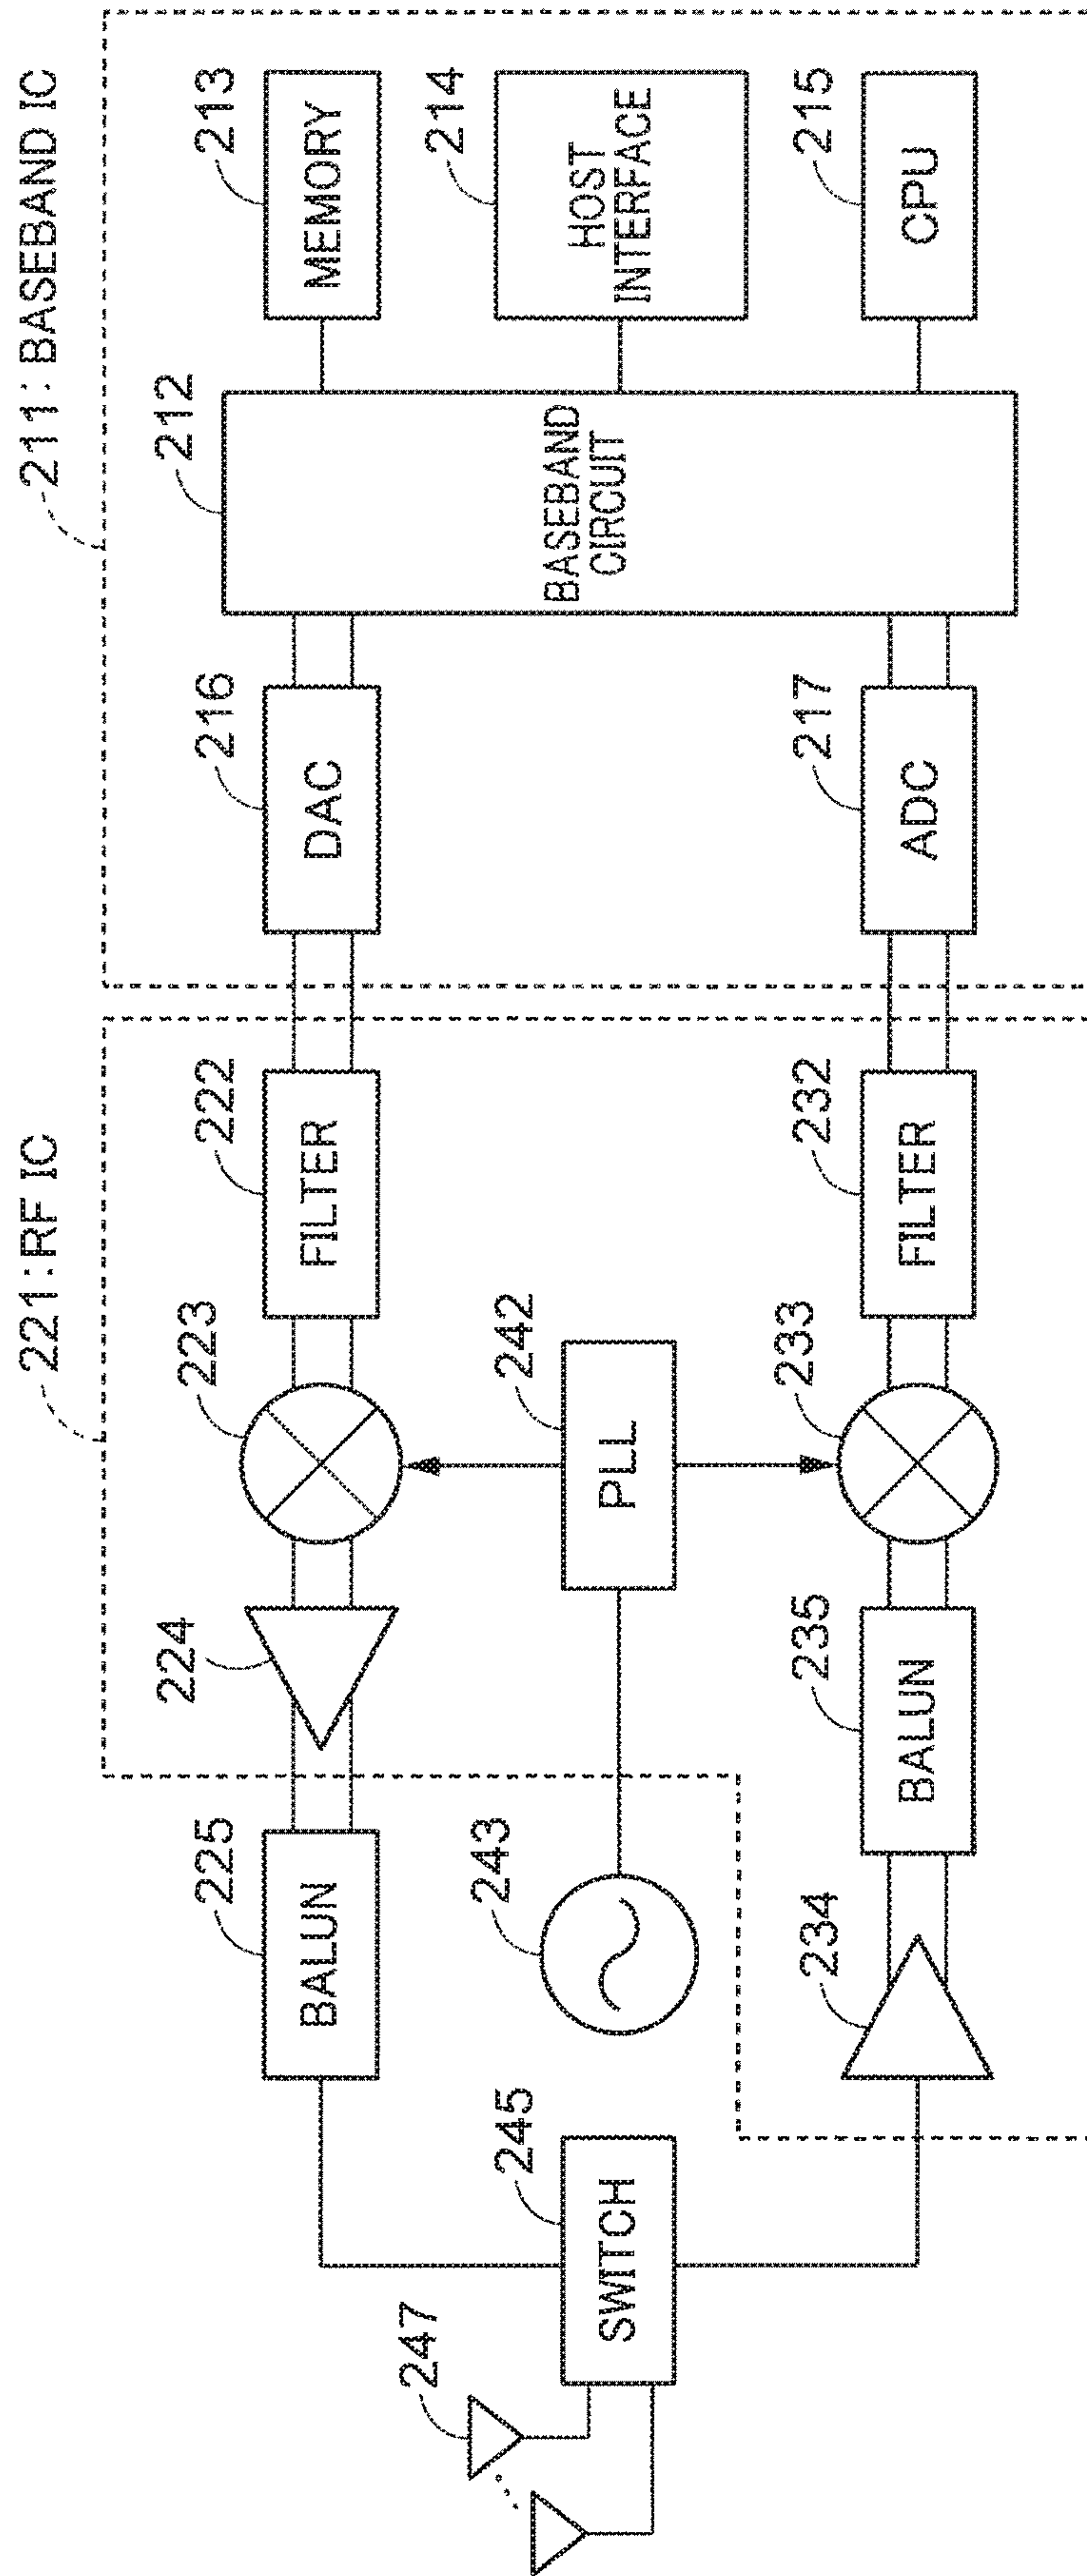 211: BASEBAND IC
213
MEMORY
214
HOST
INTERFACE
215
CPU
212
BASEBAND
CIRCUIT
216
DAC
217
ADC
221:RF IC
222
FILTER
232
FILTER
223
242
PLL
233
224
235
BALUN
225
BALUN
243
234
245
SWITCH
247